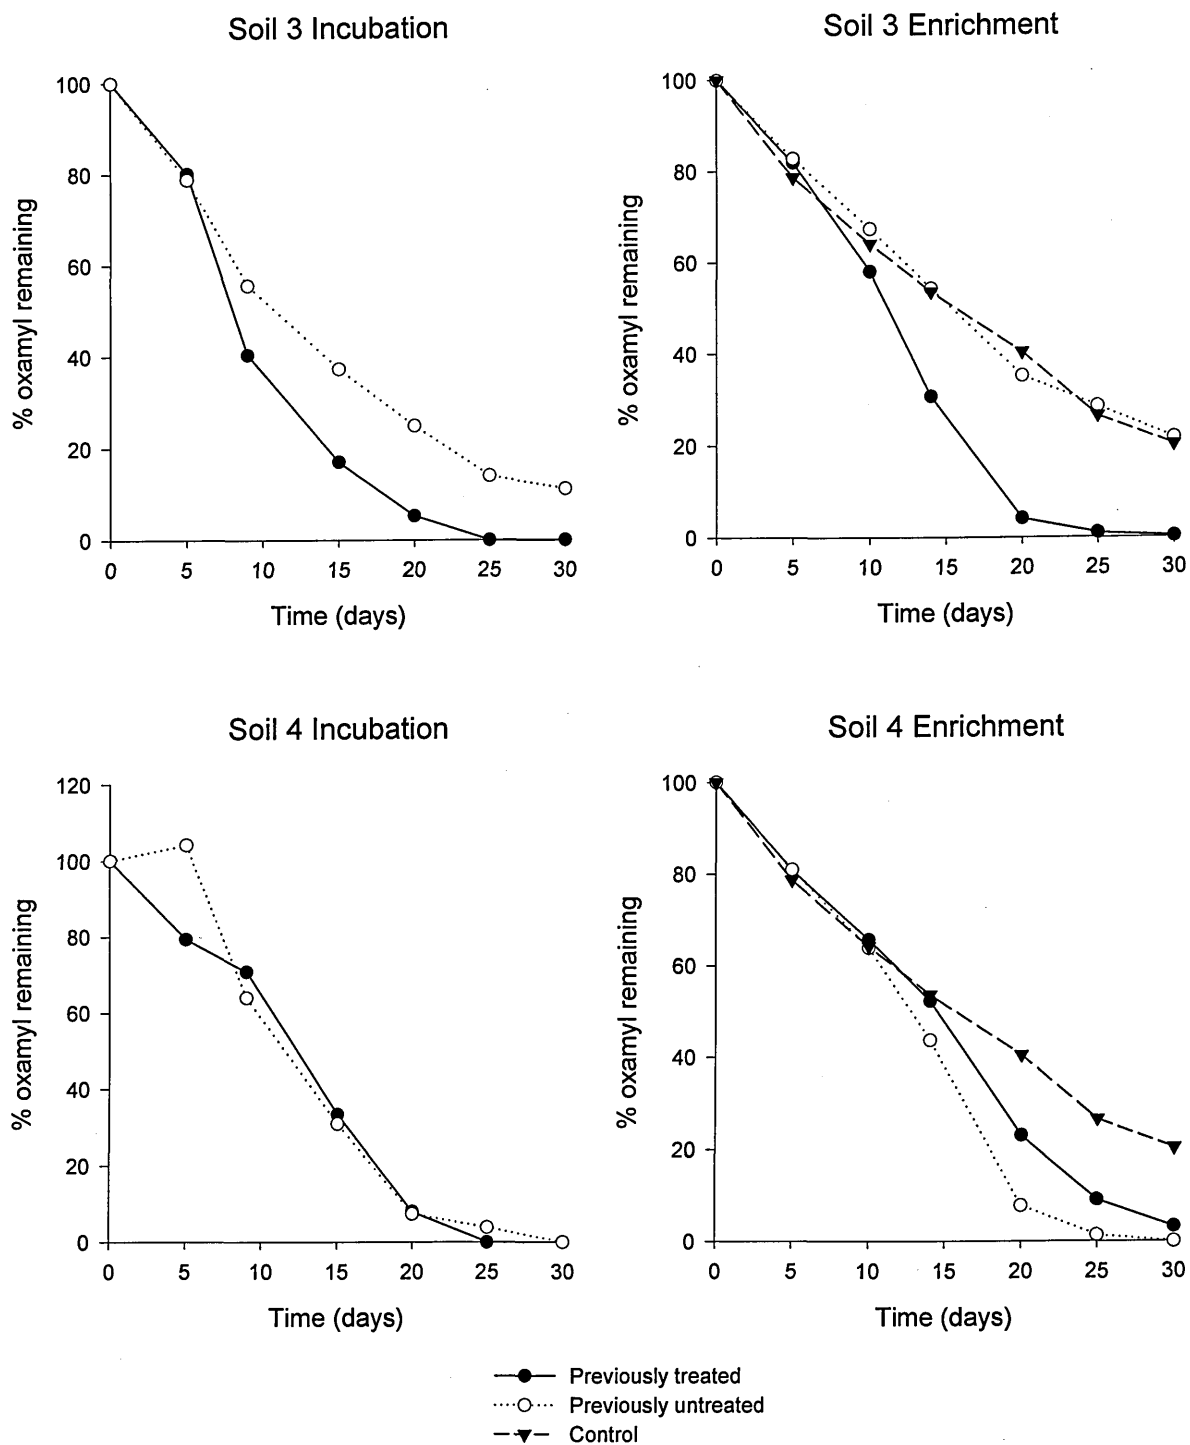 Soil 3 Incubation
% oxamyl remaining
100
80
60
40
20
0
0 5 10 15 20 25 30
Time (days)
Soil 3 Enrichment
% oxamyl remaining
100
80
60
40
20
0
0 5 10 15 20 25 30
Time (days)
Soil 4 Incubation
% oxamyl remaining
120
100
80
60
40
20
0
0 5 10 15 20 25 30
Time (days)
Soil 4 Enrichment
% oxamyl remaining
100
80
60
40
20
0
0 5 10 15 20 25 30
Time (days)
Previously treated
Previously untreated
Control